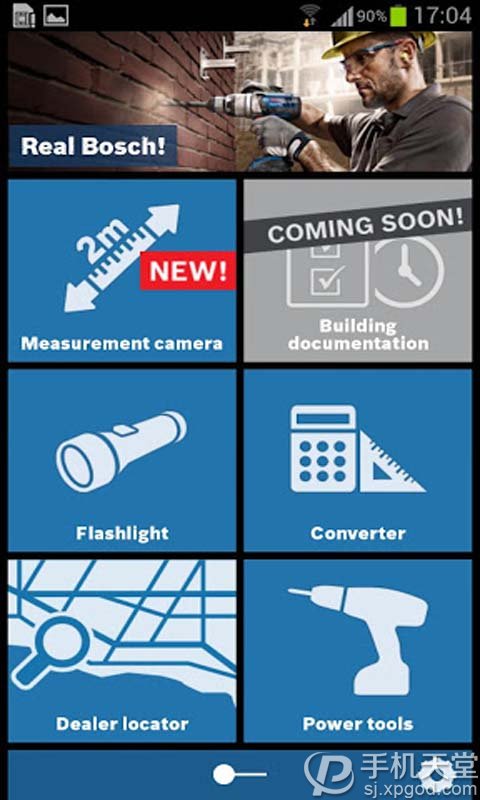 90% 17:04
Real Bosch!
2m
NEW!
Measurement camera
COMING SOON!
Building
documentation
Flashlight
Converter
Dealer locator
Power tools
手机天堂
sj.xpgod.com